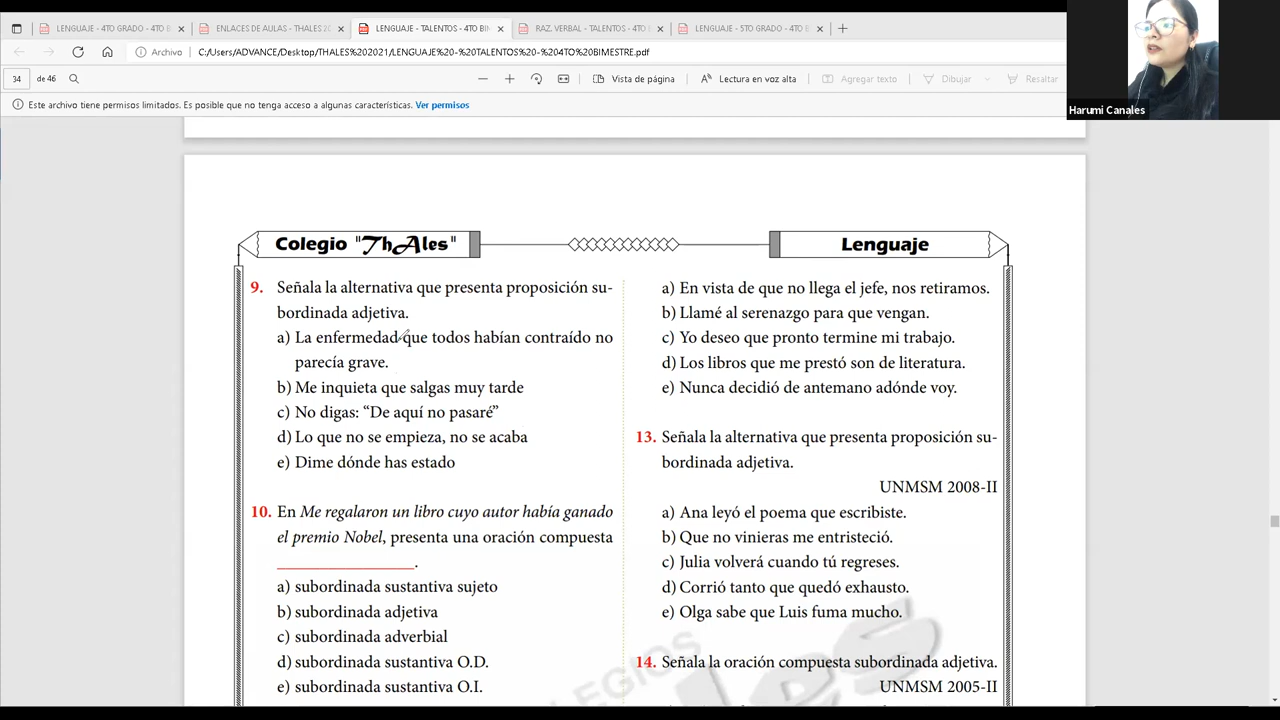 LENGUAJE - 4TO GRADO - 4TO B
ENLACES DE AULAS - THALES 20
LENGUAJE - TALENTOS - 4TO BIN
RAZ. VERBAL - TALENTOS - 4TO B
LENGUAJE - 5TO GRADO - 4TO B
Archivo
C:/Users/ADVANCE/Desktop/THALES%202021/LENGUAJE%20-%20TALENTOS%20-%204TO%20BIMESTRE.pdf
34 de 46
Vista de página
Lectura en voz alta
Agregar texto
Dibujar
Resaltar
Este archivo tiene permisos limitados. Es posible que no tenga acceso a algunas características. Ver permisos
Harumi Canales
Colegio "ThAles"
Lenguaje
9. Señala la alternativa que presenta proposición su-
bordinada adjetiva.
a) La enfermedad que todos habían contraído no
parecía grave.
b) Me inquieta que salgas muy tarde
c) No digas: “De aquí no pasaré”
d) Lo que no se empieza, no se acaba
e) Dime dónde has estado
10. En Me regalaron un libro cuyo autor había ganado
el premio Nobel, presenta una oración compuesta
_______________.
a) subordinada sustantiva sujeto
b) subordinada adjetiva
c) subordinada adverbial
d) subordinada sustantiva O.D.
e) subordinada sustantiva O.I.
a) En vista de que no llega el jefe, nos retiramos.
b) Llamé al serenazgo para que vengan.
c) Yo deseo que pronto termine mi trabajo.
d) Los libros que me prestó son de literatura.
e) Nunca decidió de antemano adónde voy.
13. Señala la alternativa que presenta proposición su-
bordinada adjetiva.
UNMSM 2008-II
a) Ana leyó el poema que escribiste.
b) Que no vinieras me entristeció.
c) Julia volverá cuando tú regreses.
d) Corrió tanto que quedó exhausto.
e) Olga sabe que Luis fuma mucho.
14. Señala la oración compuesta subordinada adjetiva.
UNMSM 2005-II